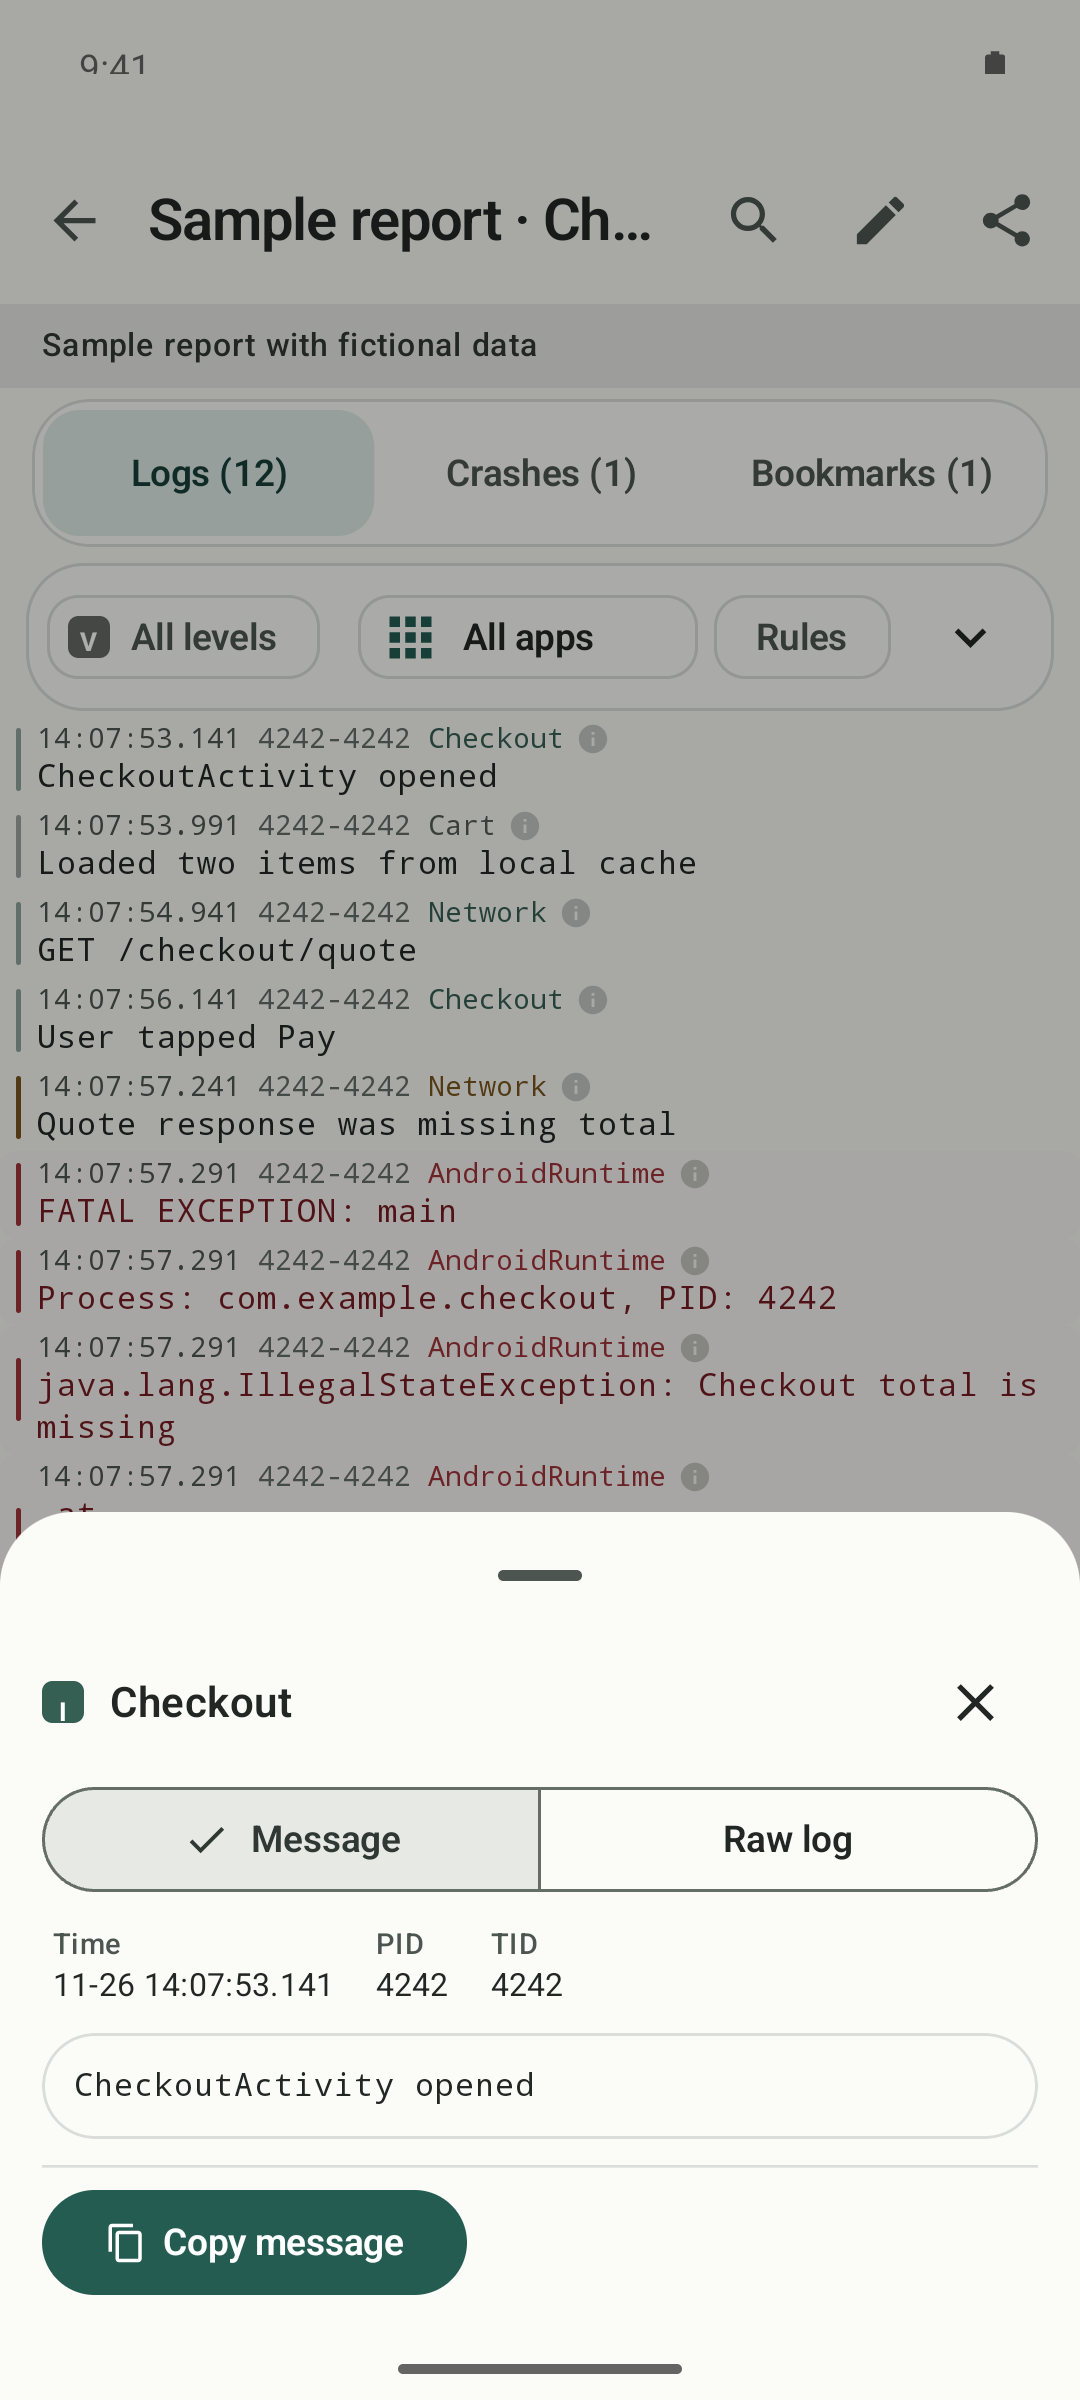 9:41
Sample report · Ch...
Sample report with fictional data
Logs (12)
Crashes (1)
Bookmarks (1)
V
All levels
All apps
Rules
14:07:53.141 4242-4242 Checkout
CheckoutActivity opened
14:07:53.991 4242-4242 Cart
Loaded two items from local cache
14:07:54.941 4242-4242 Network
GET /checkout/quote
14:07:56.141 4242-4242 Checkout
User tapped Pay
14:07:57.241 4242-4242 Network
Quote response was missing total
14:07:57.291 4242-4242 AndroidRuntime
FATAL EXCEPTION: main
14:07:57.291 4242-4242 AndroidRuntime
Process: com.example.checkout, PID: 4242
14:07:57.291 4242-4242 AndroidRuntime
java.lang.IllegalStateException: Checkout total is
missing
14:07:57.291 4242-4242 AndroidRuntime
at
I
Checkout
Message
Raw log
Time
PID
TID
11-26 14:07:53.141
4242
4242
CheckoutActivity opened
Copy message